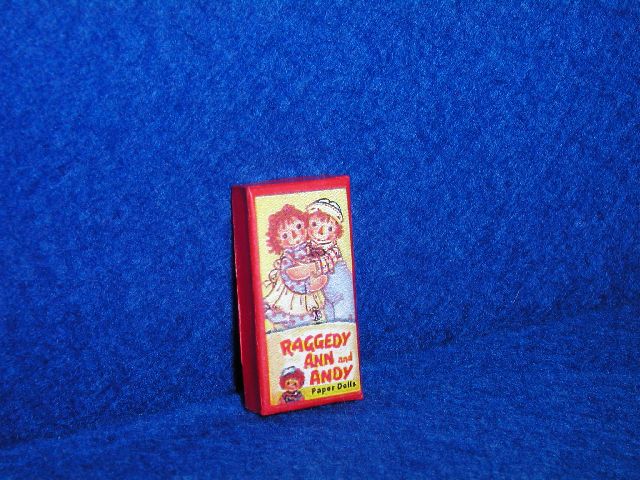 RAGGEDY
ANN and
ANDY
Paper Dolls